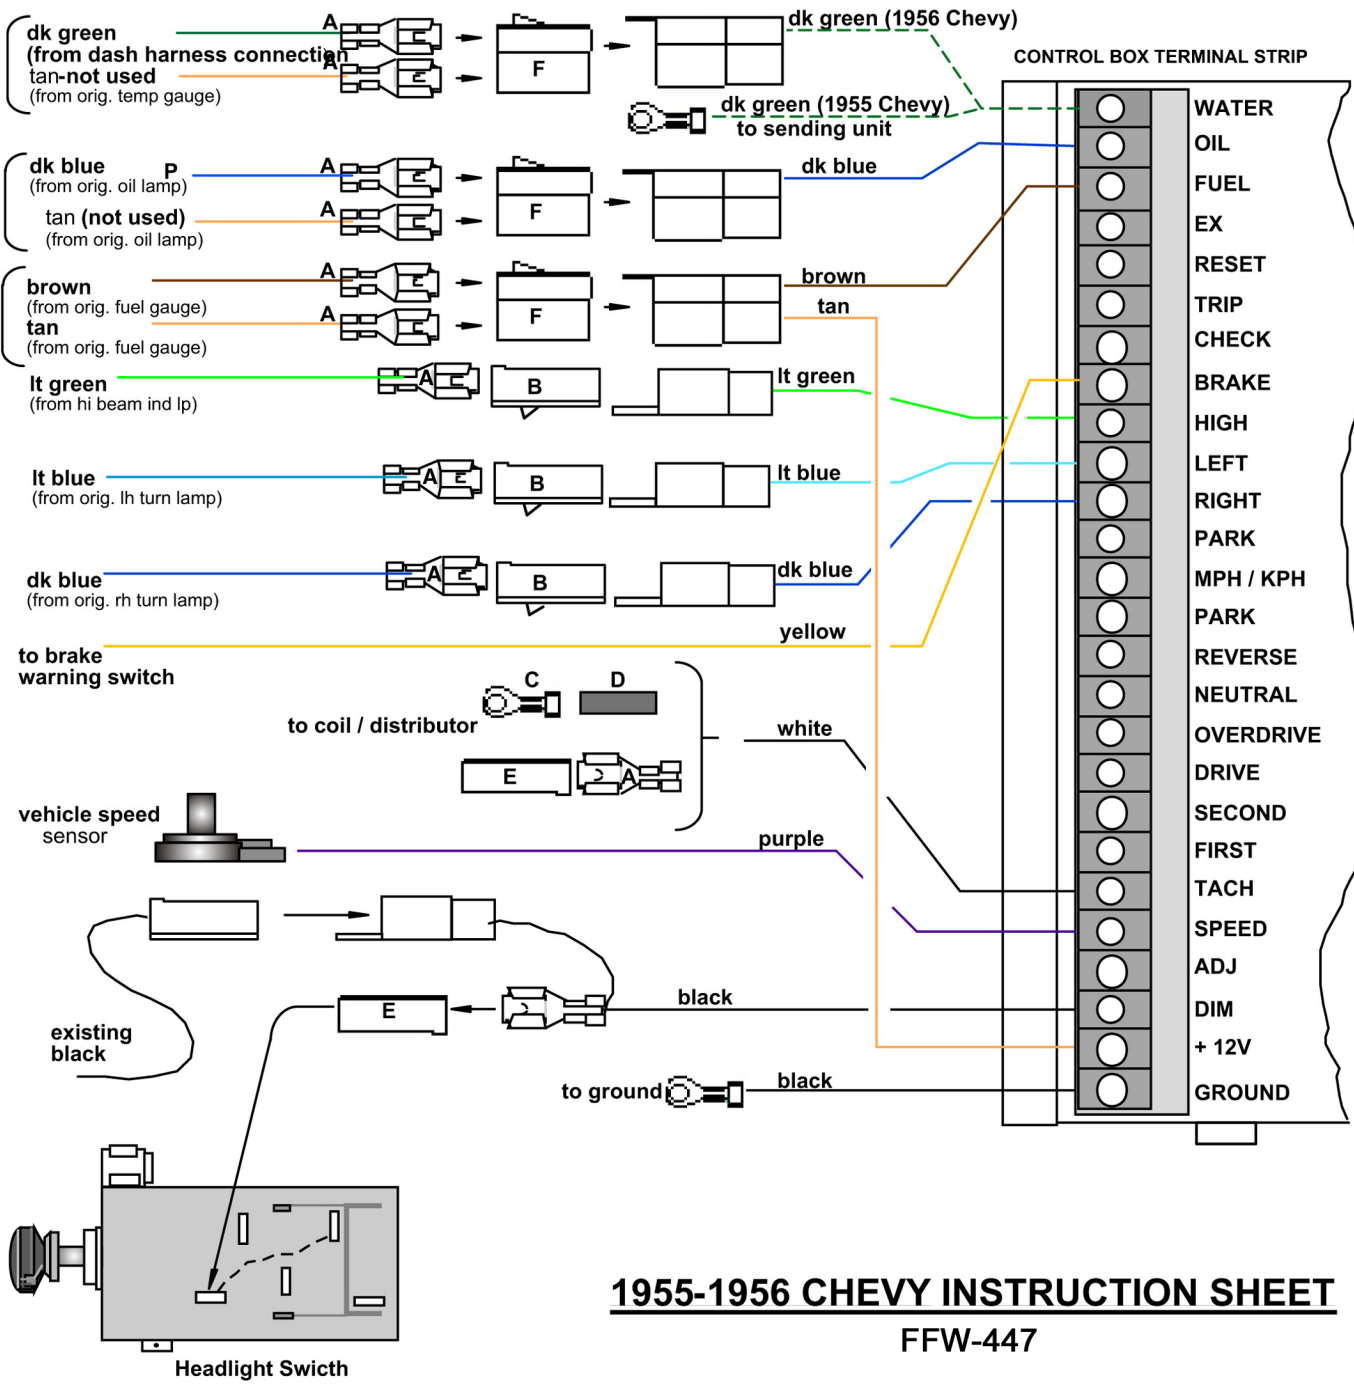 dk green
(from dash harness connection
tan-not used
(from orig. temp gauge)
A
A
F
dk green (1956 Chevy)
dk green (1955 Chevy)
to sending unit
dk blue
P
(from orig. oil lamp)
tan (not used)
(from orig. oil lamp)
A
A
F
dk blue
brown
(from orig. fuel gauge)
tan
(from orig. fuel gauge)
A
A
F
brown
tan
lt green
(from hi beam ind lp)
A
B
lt green
lt blue
(from orig. lh turn lamp)
A
B
lt blue
dk blue
(from orig. rh turn lamp)
A
B
dk blue
to brake
warning switch
yellow
C
D
to coil / distributor
E
A
white
vehicle speed
sensor
purple
existing
black
E
black
to ground
black
Headlight Swicth
CONTROL BOX TERMINAL STRIP
WATER
OIL
FUEL
EX
RESET
TRIP
CHECK
BRAKE
HIGH
LEFT
RIGHT
PARK
MPH / KPH
PARK
REVERSE
NEUTRAL
OVERDRIVE
DRIVE
SECOND
FIRST
TACH
SPEED
ADJ
DIM
+ 12V
GROUND
1955-1956 CHEVY INSTRUCTION SHEET
FFW-447